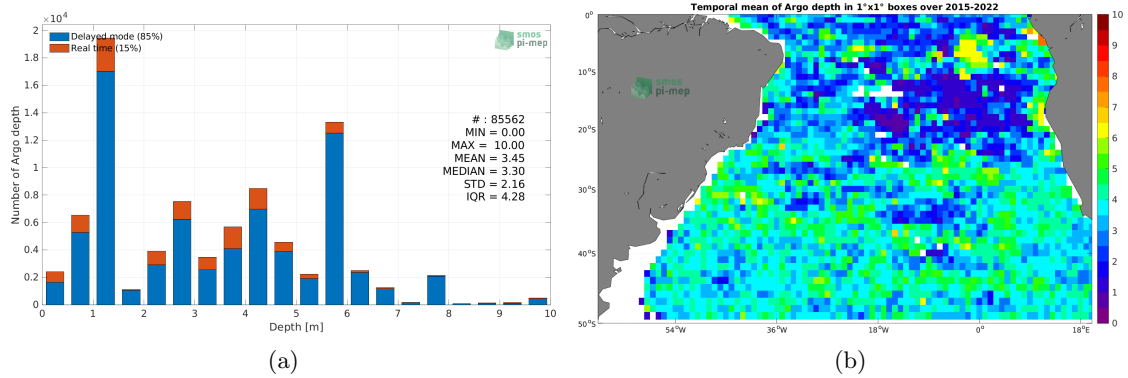 ×10⁴
Delayed mode (85%)
Real time (15%)
smos
pi-mep
# : 85562
MIN = 0.00
MAX = 10.00
MEAN = 3.45
MEDIAN = 3.30
STD = 2.16
IQR = 4.28
Number of Argo depth
2
1.8
1.6
1.4
1.2
1
0.8
0.6
0.4
0.2
0
0 1 2 3 4 5 6 7 8 9 10
Depth [m]
(a)
Temporal mean of Argo depth in 1°x1° boxes over 2015-2022
smos
pi-mep
0°
10°S
20°S
30°S
40°S
50°S
54°W 36°W 18°W 0° 18°E
10
9
8
7
6
5
4
3
2
1
0
(b)